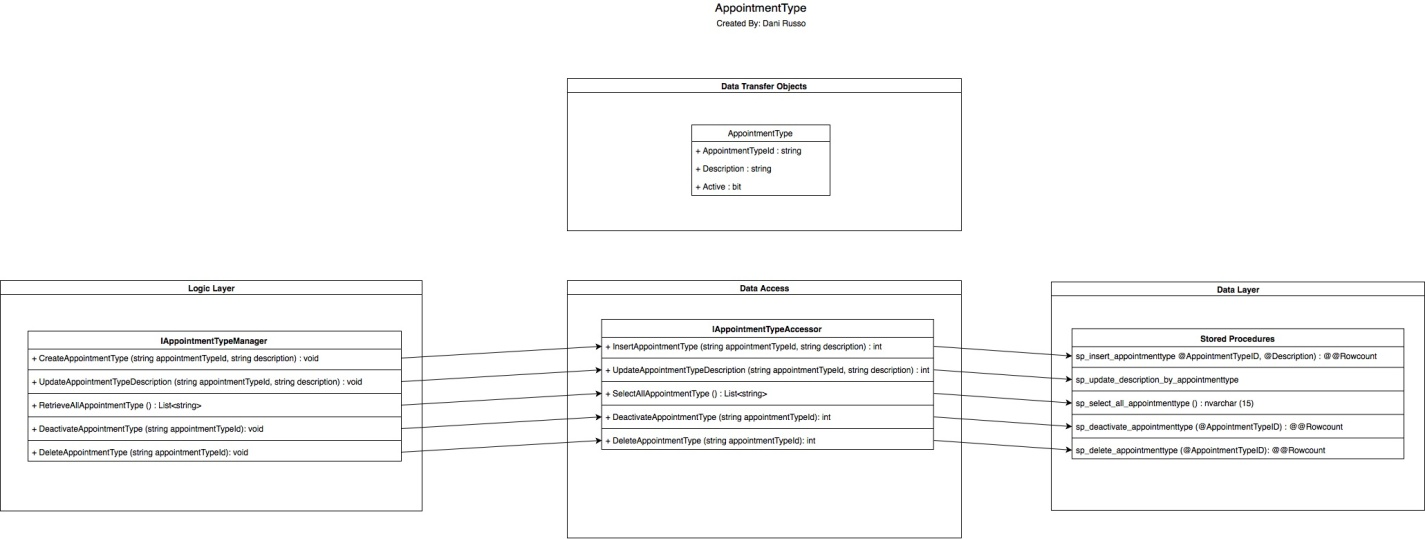 AppointmentType
Created By: Dani Russo
Data Transfer Objects
AppointmentType
+ AppointmentTypeId : string
+ Description : string
+ Active : bit
Logic Layer
IAppointmentTypeManager
+ CreateAppointmentType (string appointmentTypeId, string description) : void
+ UpdateAppointmentTypeDescription (string appointmentTypeId, string description) : void
+ RetrieveAllAppointmentType () : List<string>
+ DeactivateAppointmentType (string appointmentTypeId): void
+ DeleteAppointmentType (string appointmentTypeId): void
Data Access
IAppointmentTypeAccessor
+ InsertAppointmentType (string appointmentTypeId, string description) : int
+ UpdateAppointmentTypeDescription (string appointmentTypeId, string description) : int
+ SelectAllAppointmentType () : List<string>
+ DeactivateAppointmentType (string appointmentTypeId): int
+ DeleteAppointmentType (string appointmentTypeId): int
Data Layer
Stored Procedures
sp_insert_appointmenttype @AppointmentTypeID, @Description) : @@Rowcount
sp_update_description_by_appointmenttype
sp_select_all_appointmenttype () : nvarchar (15)
sp_deactivate_appointmenttype (@AppointmentTypeID) : @@Rowcount
sp_delete_appointmenttype (@AppointmentTypeID): @@Rowcount